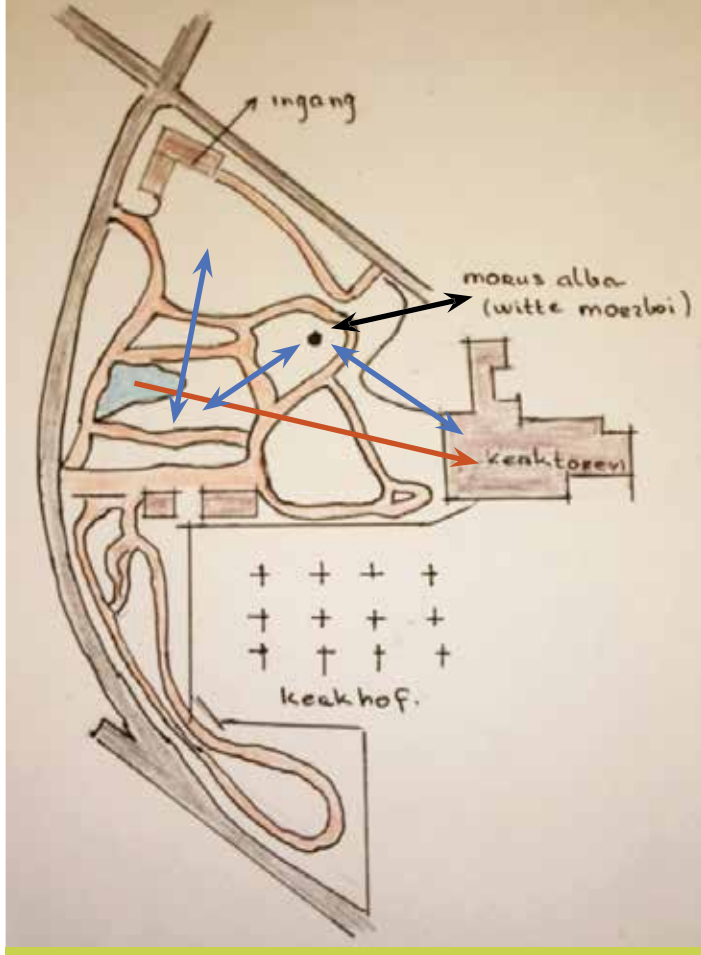 ingang
morus alba
(witte moerbei)
kerktoren
kerkhof.